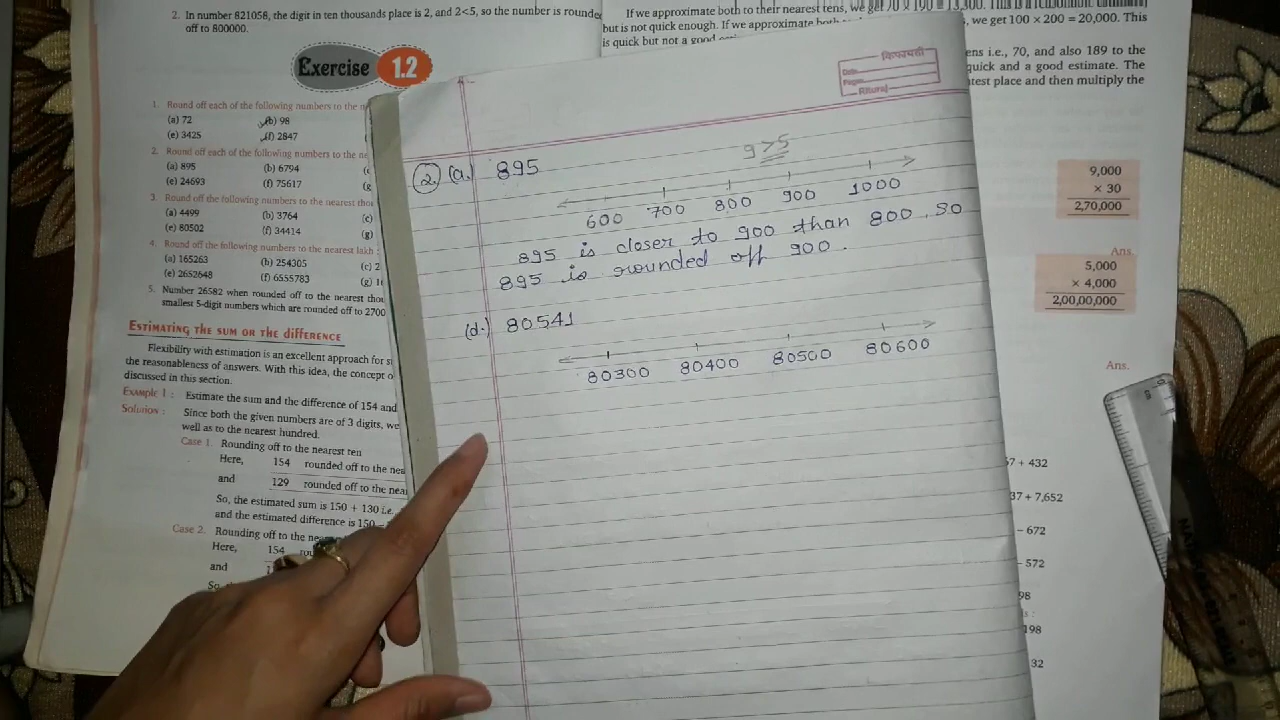 2. In number 821058, the digit in ten thousands place is 2, and 2<5, so the number is rounded
off to 800000.
Exercise 1.2
1. Round off each of the following numbers to the
(a) 72 (b) 98
(e) 3425 (f) 2847
2. Round off each of the following numbers to the
(a) 895 (b) 6794
(e) 24693 (f) 75617 (g
3. Round off the following numbers to the nearest
(a) 4499 (b) 3764 (c)
(e) 80502 (f) 34414 (g)
4. Round off the following numbers to the nearest lakh
(a) 165263 (b) 254305 (c) 2
(e) 2652648 (f) 6555783 (g)
5. Number 26582 when rounded off to the nearest
smallest 5-digit numbers which are rounded off to 2700
ESTIMATING THE SUM OR THE DIFFERENCE
Flexibility with estimation is an excellent approach for
the reasonableness of answers. With this idea, the concept
discussed in this section.
EXAMPLE 1 : Estimate the sum and the difference of 154 and
Solution : Since both the given numbers are of 3 digits, we
well as to the nearest hundred.
Case 1. Rounding off to the nearest ten
Here, 154 rounded off to the
and 129 rounded off to the
So, the estimated sum is 150 + 130 i.e.
and the estimated difference is 150
Case 2. Rounding off to the
Here, 154
and
If we approximate both to their nearest tens, we get
but is not quick enough. If we approximate both
, we get 100 × 200 = 20,000. This
is quick but not a good
i.e., 70, and also 189 to the
quick and a good estimate. The
place and then multiply the
9,000
× 30
2,70,000
Ans
5,000
× 4,000
2,00,00,000
Ans.
7 + 432
37 + 7,652
- 672
- 572
98
198
32
Date
Page
9>5
2. (a.) 895
600 700 800 900 1000
895 is closer to 900 than 800, so
895 is rounded off 900.
(d.) 80541
80300 80400 80500 80600